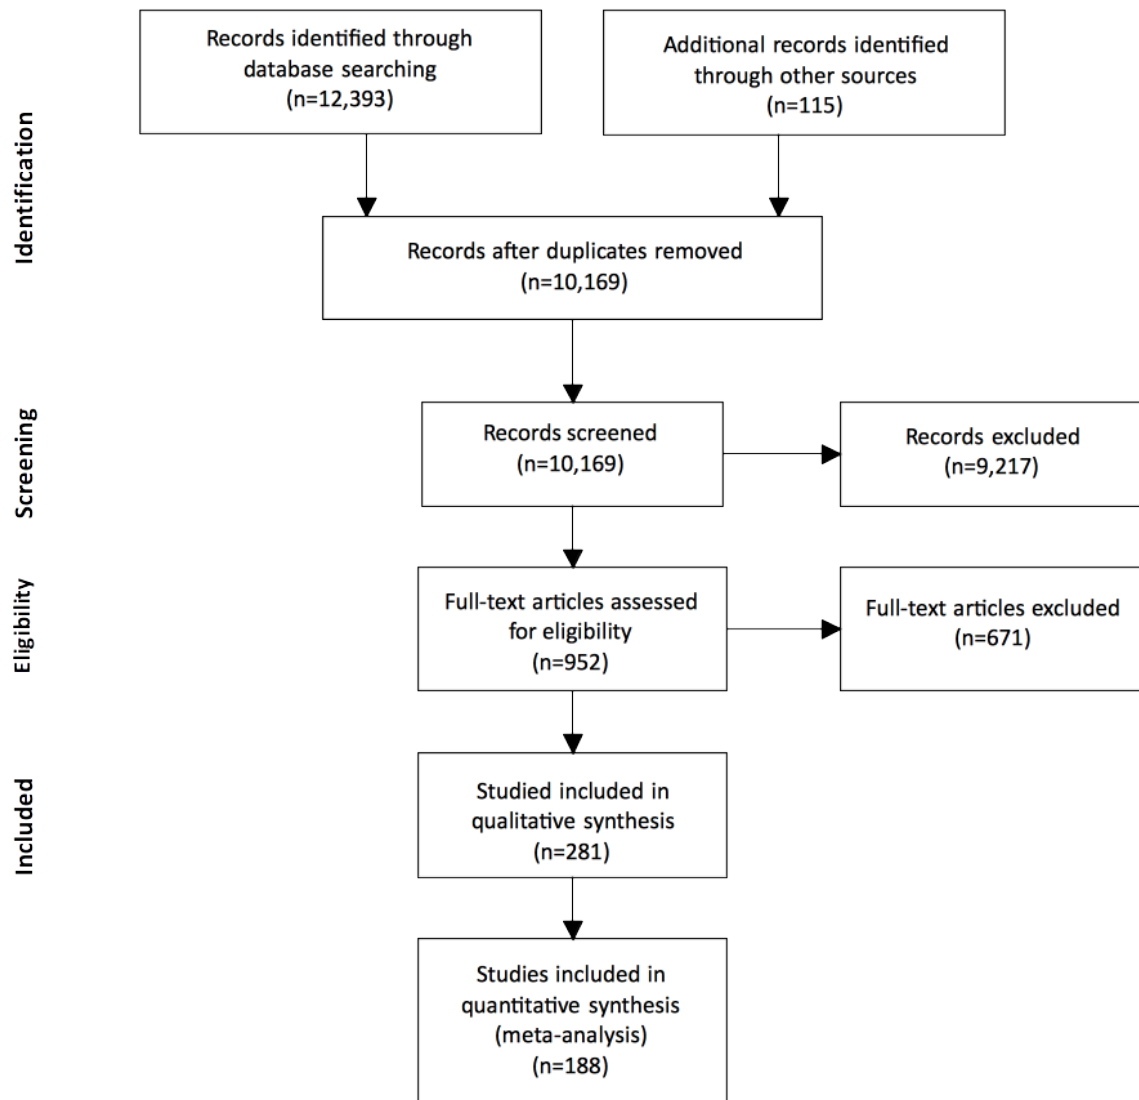 Records identified through
database searching
(n=12,393)
Additional records identified
through other sources
(n=115)
Identification
Records after duplicates removed
(n=10,169)
Screening
Records screened
(n=10,169)
Records excluded
(n=9,217)
Eligibility
Full-text articles assessed
for eligibility
(n=952)
Full-text articles excluded
(n=671)
Included
Studied included in
qualitative synthesis
(n=281)
Studies included in
quantitative synthesis
(meta-analysis)
(n=188)